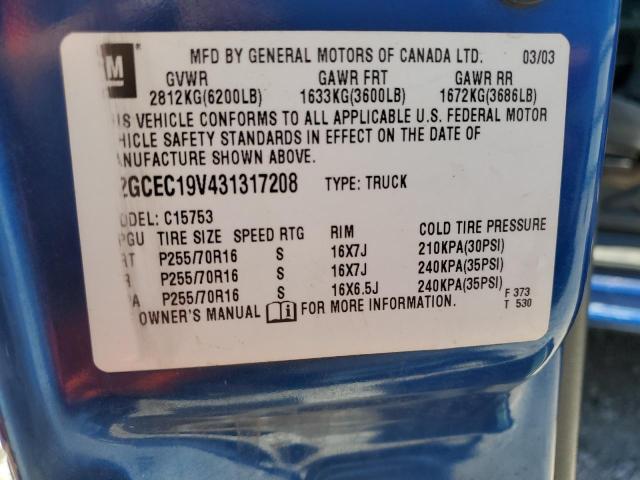 GM
MFD BY GENERAL MOTORS OF CANADA LTD. 03/03
GVWR GAWR FRT GAWR RR
2812KG(6200LB) 1633KG(3600LB) 1672KG(3686LB)
IS VEHICLE CONFORMS TO ALL APPLICABLE U.S. FEDERAL MOTOR
HICLE SAFETY STANDARDS IN EFFECT ON THE DATE OF
ANUFACTURE SHOWN ABOVE.
2GCEC19V431317208 TYPE: TRUCK
ODEL: C15753
PGU TIRE SIZE SPEED RTG RIM COLD TIRE PRESSURE
RT P255/70R16 S 16X7J 210KPA(30PSI)
R P255/70R16 S 16X7J 240KPA(35PSI)
A P255/70R16 S 16X6.5J 240KPA(35PSI)
OWNER'S MANUAL FOR MORE INFORMATION.
F 373
T 530